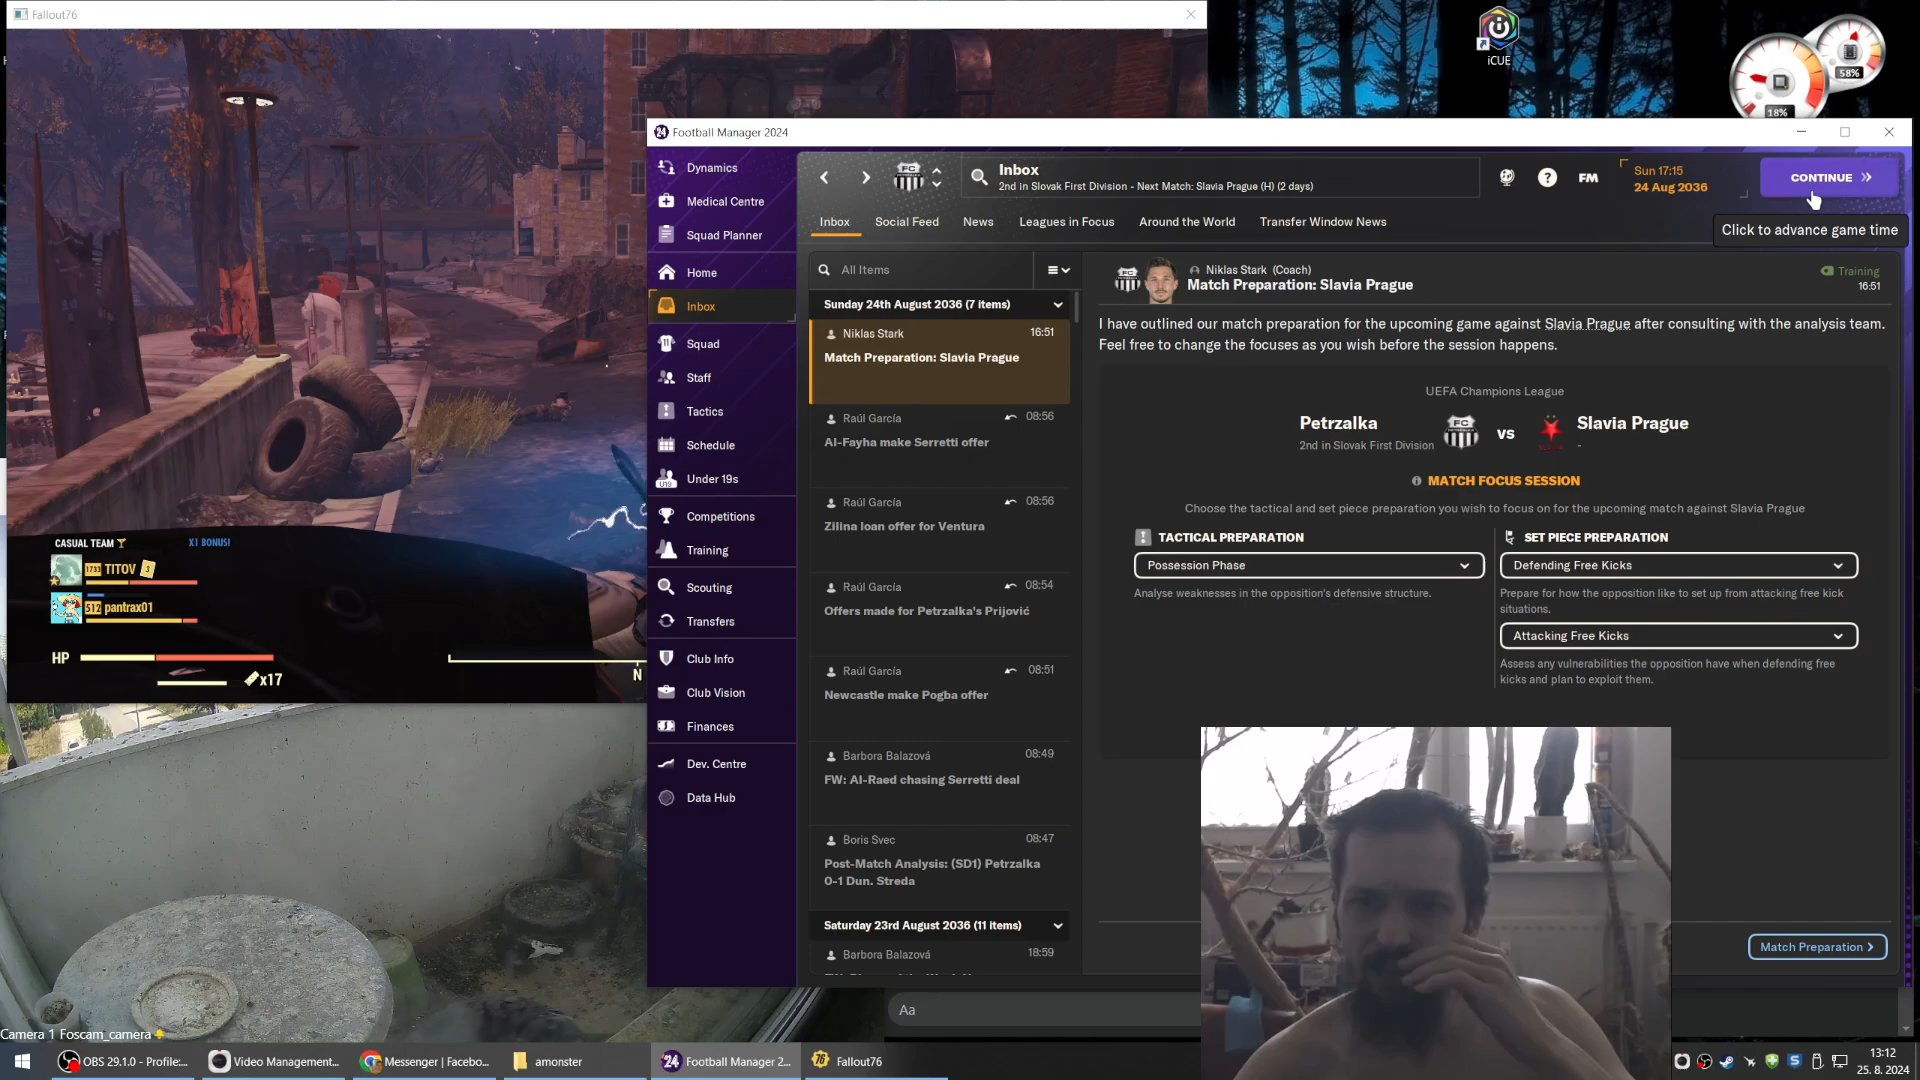 Fallout76
iCUE
58%
18%
CASUAL TEAM
X1 BONUS!
1733 TITOV
3
512 pantrax01
HP
x17
N
Football Manager 2024
Dynamics
Medical Centre
Squad Planner
Home
Inbox
Squad
Staff
Tactics
Schedule
Under 19s
Competitions
Training
Scouting
Transfers
Club Info
Club Vision
Finances
Dev. Centre
Data Hub
Inbox
2nd in Slovak First Division - Next Match: Slavia Prague (H) (2 days)
FM
Sun 17:15
24 Aug 2036
CONTINUE
Click to advance game time
Inbox
Social Feed
News
Leagues in Focus
Around the World
Transfer Window News
All Items
Sunday 24th August 2036 (7 items)
Niklas Stark 16:51
Match Preparation: Slavia Prague
Raúl García 08:56
Al-Fayha make Serretti offer
Raúl García 08:56
Zilina loan offer for Ventura
Raúl García 08:54
Offers made for Petrzalka's Prijović
Raúl García 08:51
Newcastle make Pogba offer
Barbora Balazová 08:49
FW: Al-Raed chasing Serretti deal
Boris Svec 08:47
Post-Match Analysis: (SD1) Petrzalka
0-1 Dun. Streda
Saturday 23rd August 2036 (11 items)
Barbora Balazová 18:59
Niklas Stark (Coach)
Match Preparation: Slavia Prague
Training
16:51
I have outlined our match preparation for the upcoming game against Slavia Prague after consulting with the analysis team.
Feel free to change the focuses as you wish before the session happens.
UEFA Champions League
Petrzalka
2nd in Slovak First Division
vs
Slavia Prague
-
MATCH FOCUS SESSION
Choose the tactical and set piece preparation you wish to focus on for the upcoming match against Slavia Prague
TACTICAL PREPARATION
Possession Phase
Analyse weaknesses in the opposition's defensive structure.
SET PIECE PREPARATION
Defending Free Kicks
Prepare for how the opposition like to set up from attacking free kick
situations.
Attacking Free Kicks
Assess any vulnerabilities the opposition have when defending free
kicks and plan to exploit them.
Match Preparation
Aa
Camera 1 Foscam_camera
OBS 29.1.0 - Profile:...
Video Management...
Messenger | Facebo...
amonster
Football Manager 2...
Fallout76
13:12
25. 8. 2024